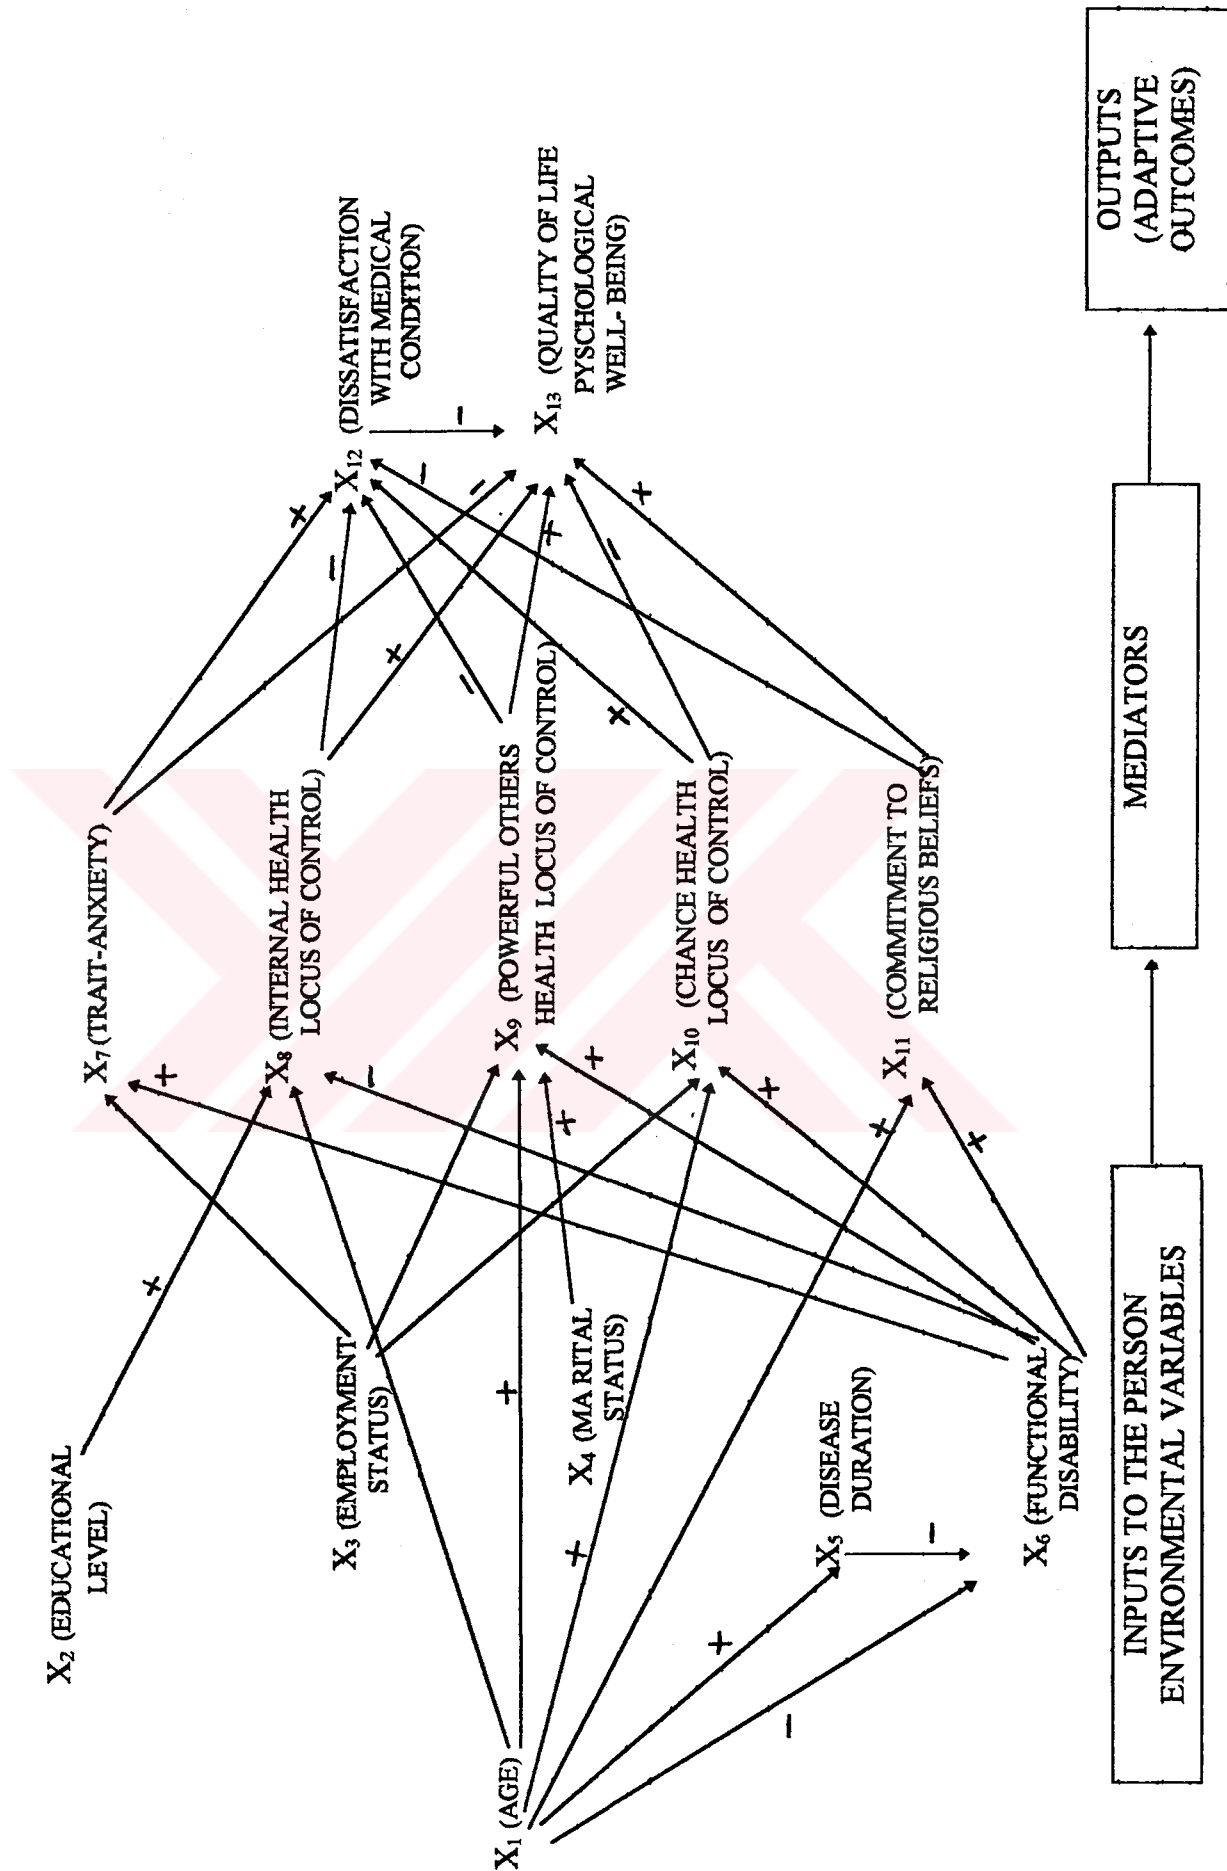 X2 (EDUCATIONAL
LEVEL)
X3 (EMPLOYMENT
STATUS)
X1 (AGE)
X4 (MARITAL
STATUS)
X5 (DISEASE
DURATION)
X6 (FUNCTIONAL
DISABILITY)
X7 (TRAIT-ANXIETY)
X8 (INTERNAL HEALTH
LOCUS OF CONTROL)
X9 (POWERFUL OTHERS
HEALTH LOCUS OF CONTROL)
X10 (CHANCE HEALTH
LOCUS OF CONTROL)
X11 (COMMITMENT TO
RELIGIOUS BELIEFS)
X12 (DISSATISFACTION
WITH MEDICAL
CONDITION)
X13 (QUALITY OF LIFE
PYSCHOLOGICAL
WELL- BEING)
+
+
+
+
-
-
+
-
+
+
+
+
+
+
-
-
+
-
+
+
-
-
+
-
INPUTS TO THE PERSON
ENVIRONMENTAL VARIABLES
MEDIATORS
OUTPUTS
(ADAPTIVE
OUTCOMES)